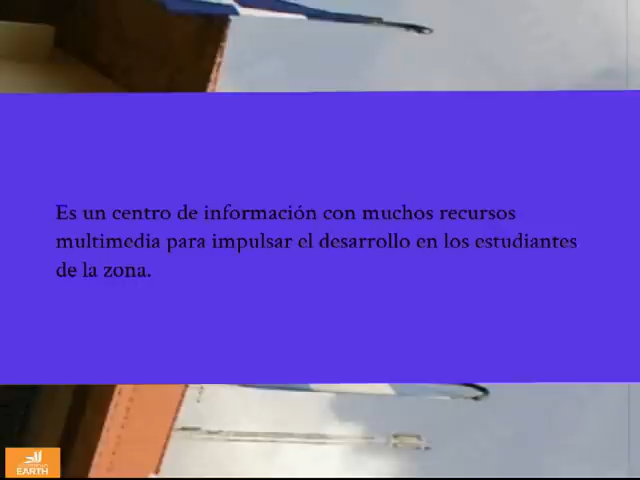 Es un centro de información con muchos recursos
multimedia para impulsar el desarrollo en los estudiantes
de la zona.
EARTH